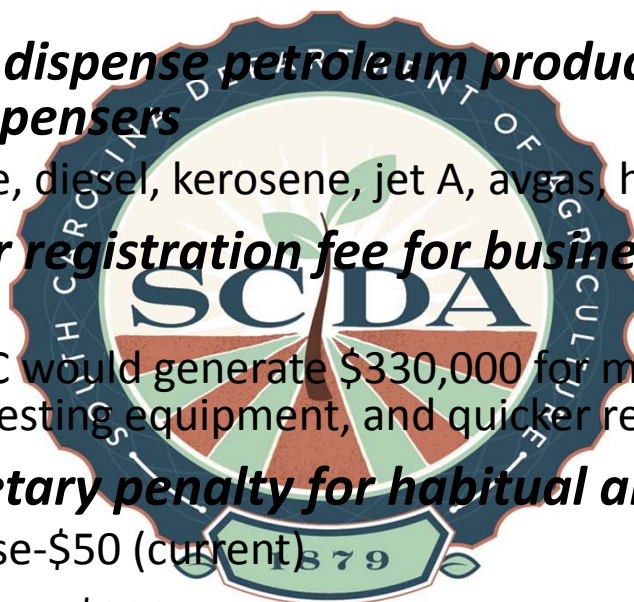 dispense petroleum produc
pensers
e, diesel, kerosene, jet A, avgas, h
r registration fee for busine
C would generate $330,000 for m
esting equipment, and quicker re
etary penalty for habitual a
se-$50 (current)
SOUTH CAROLINA DEPARTMENT OF AGRICULTURE
SCDA
1879